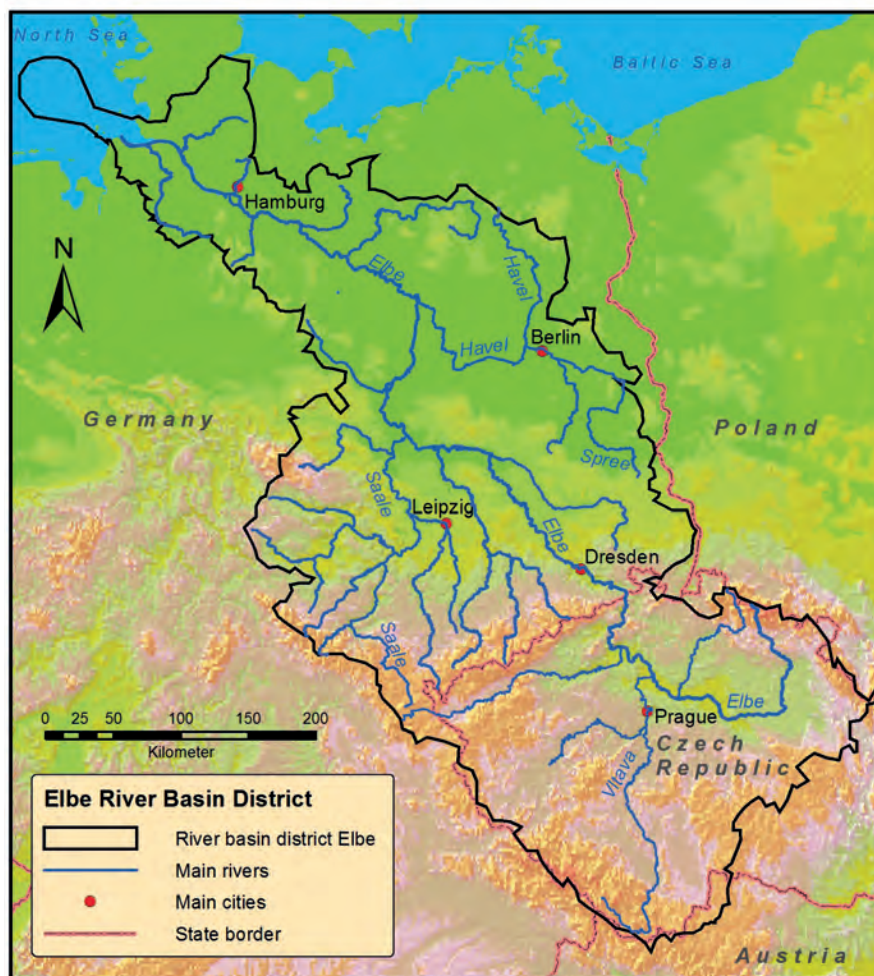 North Sea
Baltic Sea
Hamburg
N
Elbe
Havel
Havel
Berlin
Germany
Poland
Spree
Saale
Leipzig
Elbe
Dresden
Saale
Elbe
0 25 50 100 150 200
Kilometer
Prague
Czech
Republic
Vltava
Elbe River Basin District
River basin district Elbe
Main rivers
Main cities
State border
Austria